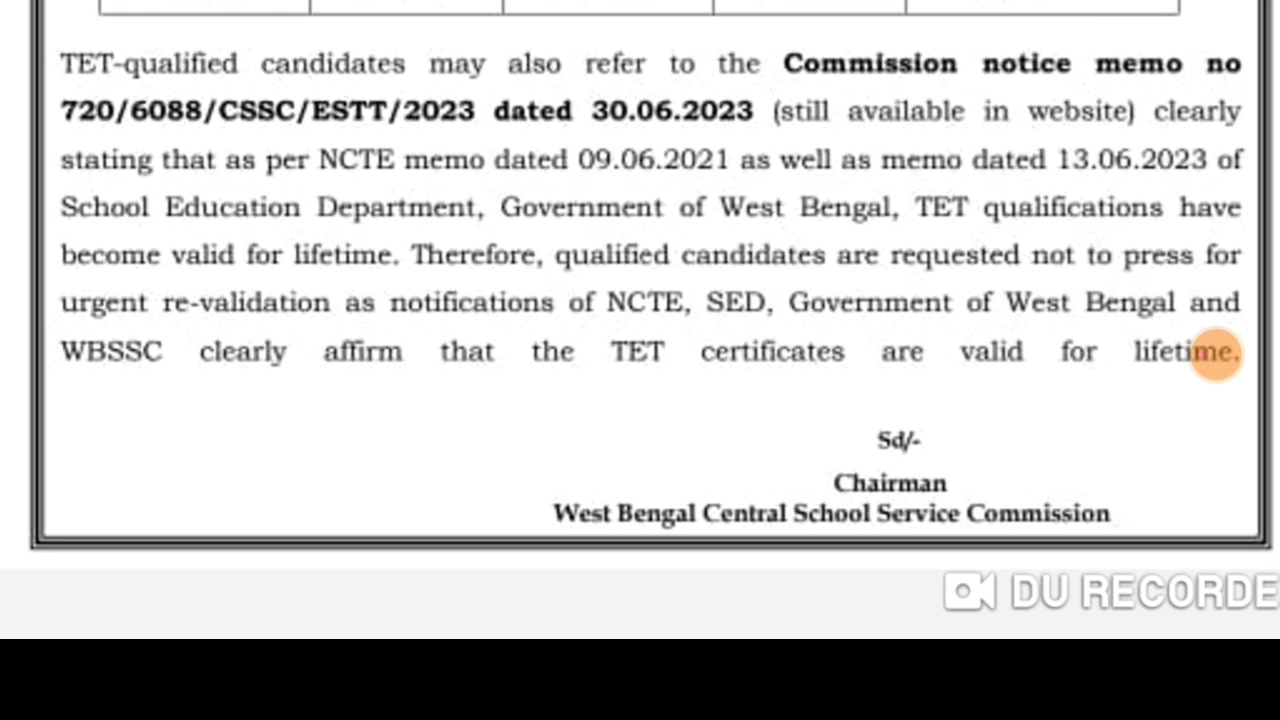 TET-qualified candidates may also refer to the Commission notice memo no
720/6088/CSSC/ESTT/2023 dated 30.06.2023 (still available in website) clearly
stating that as per NCTE memo dated 09.06.2021 as well as memo dated 13.06.2023 of
School Education Department, Government of West Bengal, TET qualifications have
become valid for lifetime. Therefore, qualified candidates are requested not to press for
urgent re-validation as notifications of NCTE, SED, Government of West Bengal and
WBSSC clearly affirm that the TET certificates are valid for lifetime.
Sd/-
Chairman
West Bengal Central School Service Commission
DU RECORDE